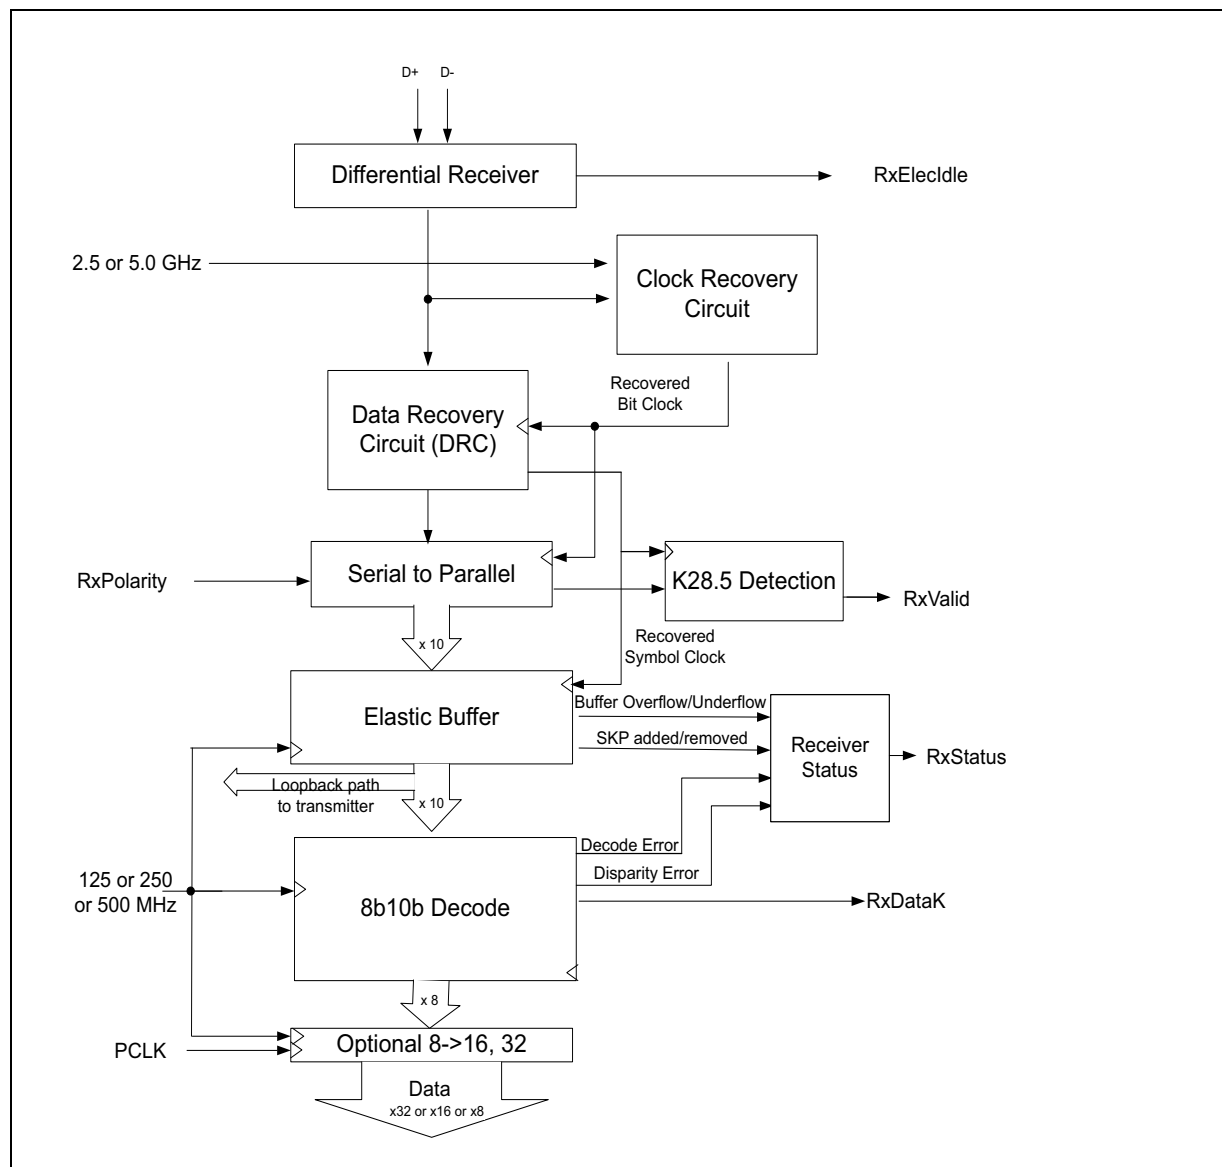 D+ D-
Differential Receiver
RxElecIdle
2.5 or 5.0 GHz
Clock Recovery
Circuit
Recovered
Bit Clock
Data Recovery
Circuit (DRC)
RxPolarity
Serial to Parallel
K28.5 Detection
RxValid
x 10
Recovered
Symbol Clock
Elastic Buffer
Buffer Overflow/Underflow
SKP added/removed
Receiver
Status
RxStatus
Loopback path
to transmitter
x 10
Decode Error
Disparity Error
125 or 250
or 500 MHz
8b10b Decode
RxDataK
x 8
PCLK
Optional 8->16, 32
Data
x32 or x16 or x8